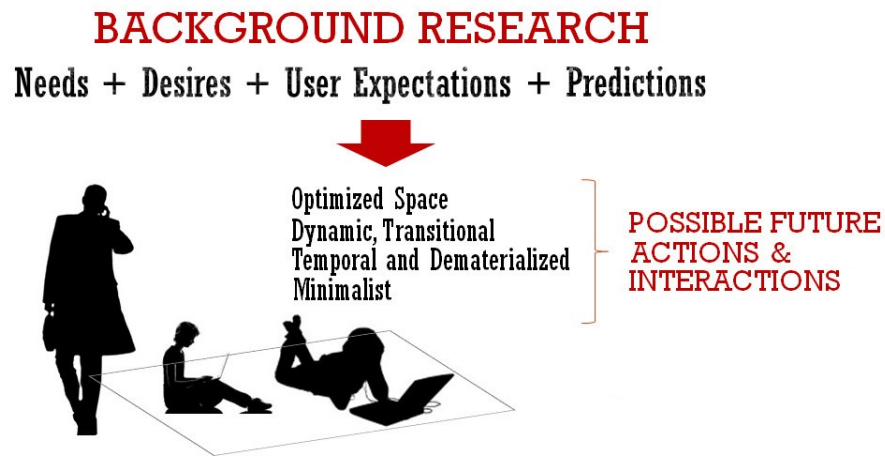 BACKGROUND RESEARCH
Needs + Desires + User Expectations + Predictions
Optimized Space
Dynamic, Transitional
Temporal and Dematerialized
Minimalist
POSSIBLE FUTURE
ACTIONS &
INTERACTIONS